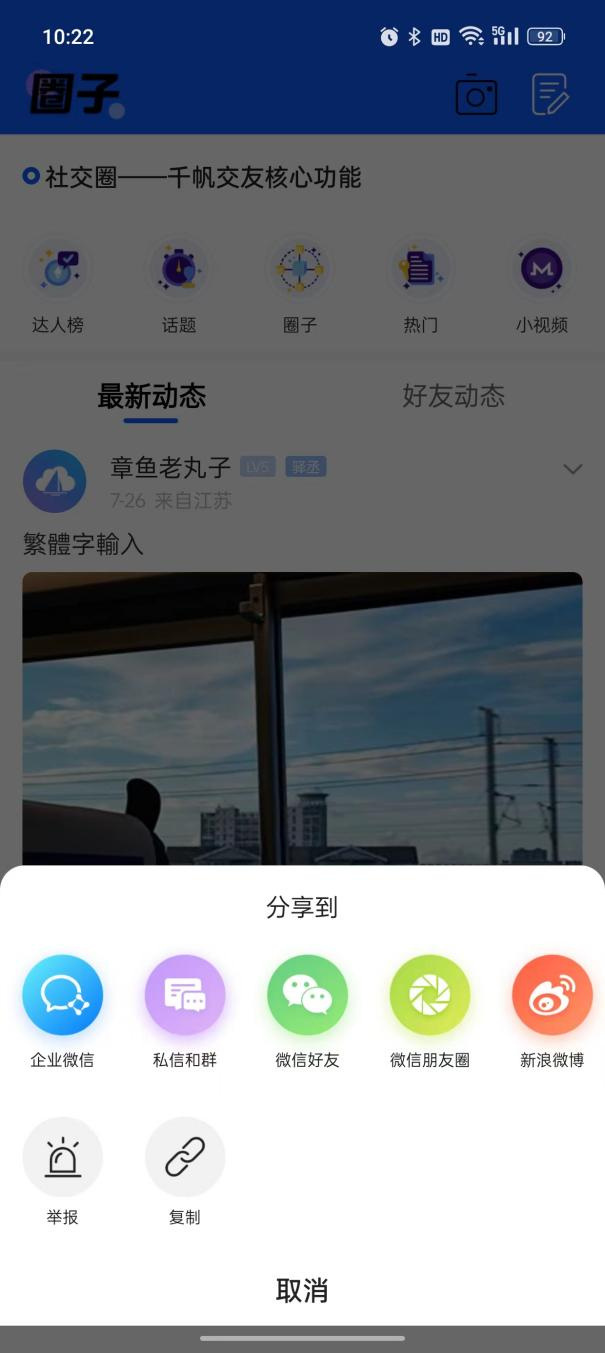 10:22
HD 5G 92
圈子
社交圈——千帆交友核心功能
达人榜 话题 圈子 热门 小视频
最新动态 好友动态
章鱼老丸子 LV5 驿丞
7-26 来自江苏
繁體字輸入
分享到
企业微信 私信和群 微信好友 微信朋友圈 新浪微博
举报 复制
取消